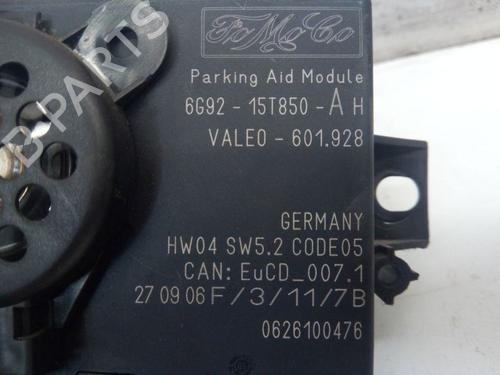 FoMoCo
Parking Aid Module
6G92 - 15T850 - A H
VALEO - 601.928
GERMANY
HW04 SW5.2 CODE05
CAN: EuCD_007.1
27 09 06 F/3/11/7B
0626100476
PARTS